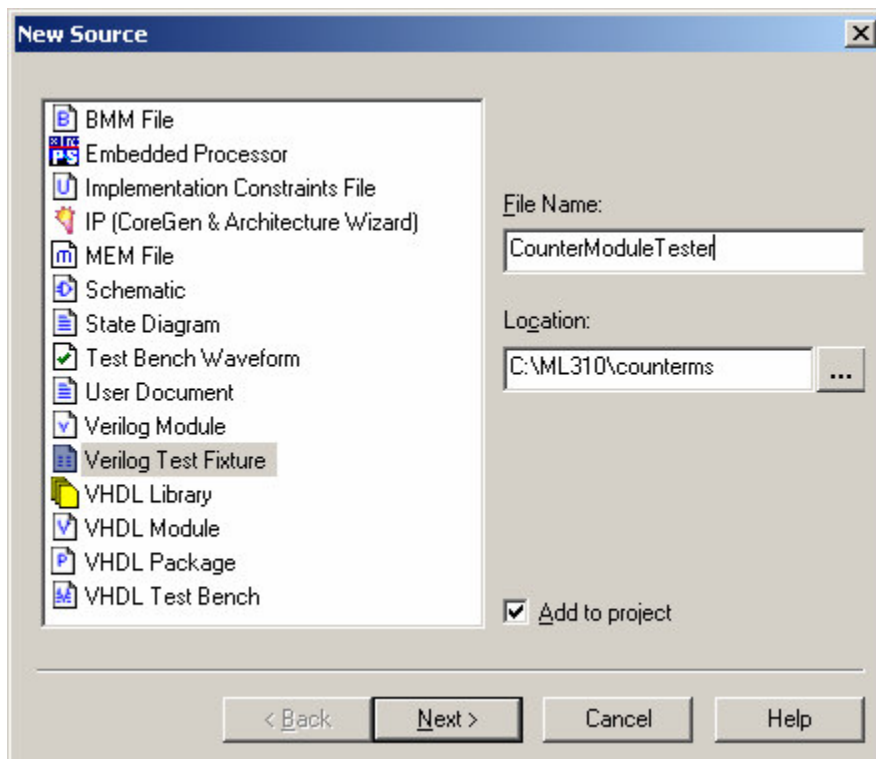 New Source
BMM File
Embedded Processor
Implementation Constraints File
IP (CoreGen & Architecture Wizard)
MEM File
Schematic
State Diagram
Test Bench Waveform
User Document
Verilog Module
Verilog Test Fixture
VHDL Library
VHDL Module
VHDL Package
VHDL Test Bench
File Name:
CounterModuleTester
Location:
C:\ML310\counterms
...
Add to project
< Back
Next >
Cancel
Help